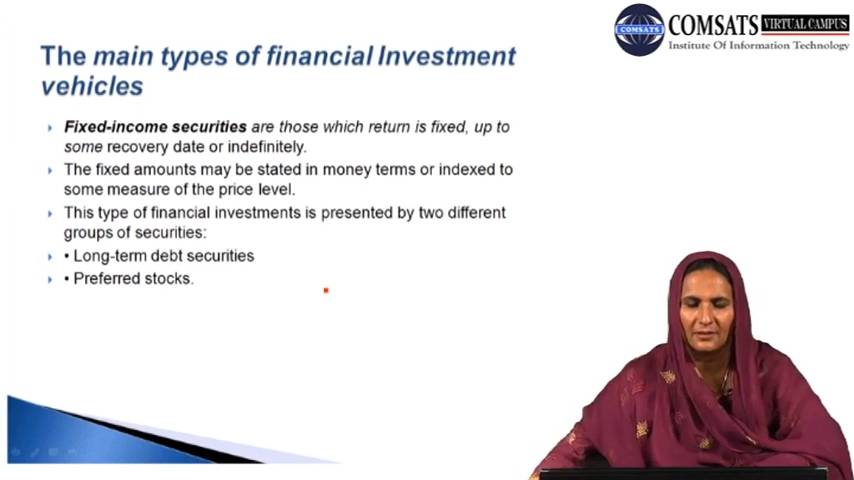 The main types of financial Investment
vehicles
Fixed-income securities are those which return is fixed, up to
some recovery date or indefinitely.
The fixed amounts may be stated in money terms or indexed to
some measure of the price level.
This type of financial investments is presented by two different
groups of securities:
• Long-term debt securities
• Preferred stocks.
COMSATS
COMSATS VIRTUAL CAMPUS
Institute Of Information Technology